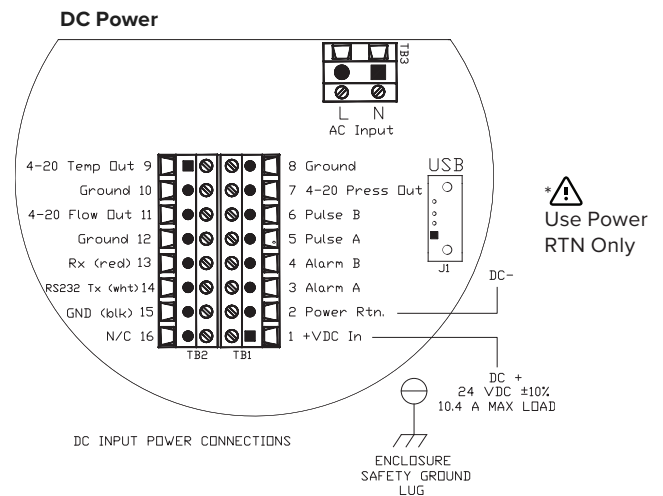 DC Power
TB3
L N
AC Input
4-20 Temp Out 9
Ground 10
4-20 Flow Out 11
Ground 12
Rx (red) 13
RS232 Tx (wht) 14
GND (blk) 15
N/C 16
TB2 TB1
8 Ground
7 4-20 Press Out
6 Pulse B
5 Pulse A
4 Alarm B
3 Alarm A
2 Power Rtn.
1 +VDC In
USB
J1
*⚠
Use Power
RTN Only
DC-
DC +
24 VDC ±10%
10.4 A MAX LOAD
DC INPUT POWER CONNECTIONS
ENCLOSURE
SAFETY GROUND
LUG